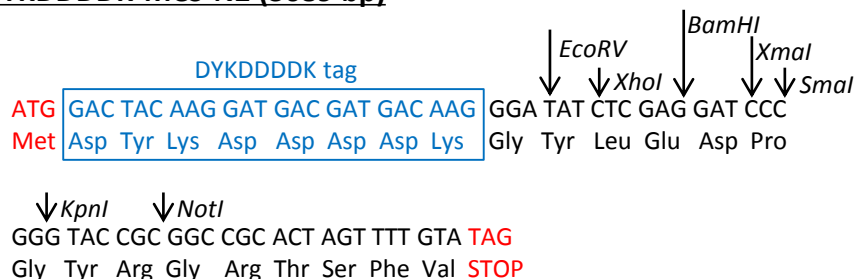 BamHI
EcoRV XmaI
DYKDDDDK tag XhoI SmaI
ATG GAC TAC AAG GAT GAC GAT GAC AAG GGA TAT CTC GAG GAT CCC
Met Asp Tyr Lys Asp Asp Asp Asp Lys Gly Tyr Leu Glu Asp Pro
KpnI NotI
GGG TAC CGC GGC CGC ACT AGT TTT GTA TAG
Gly Tyr Arg Gly Arg Thr Ser Phe Val STOP